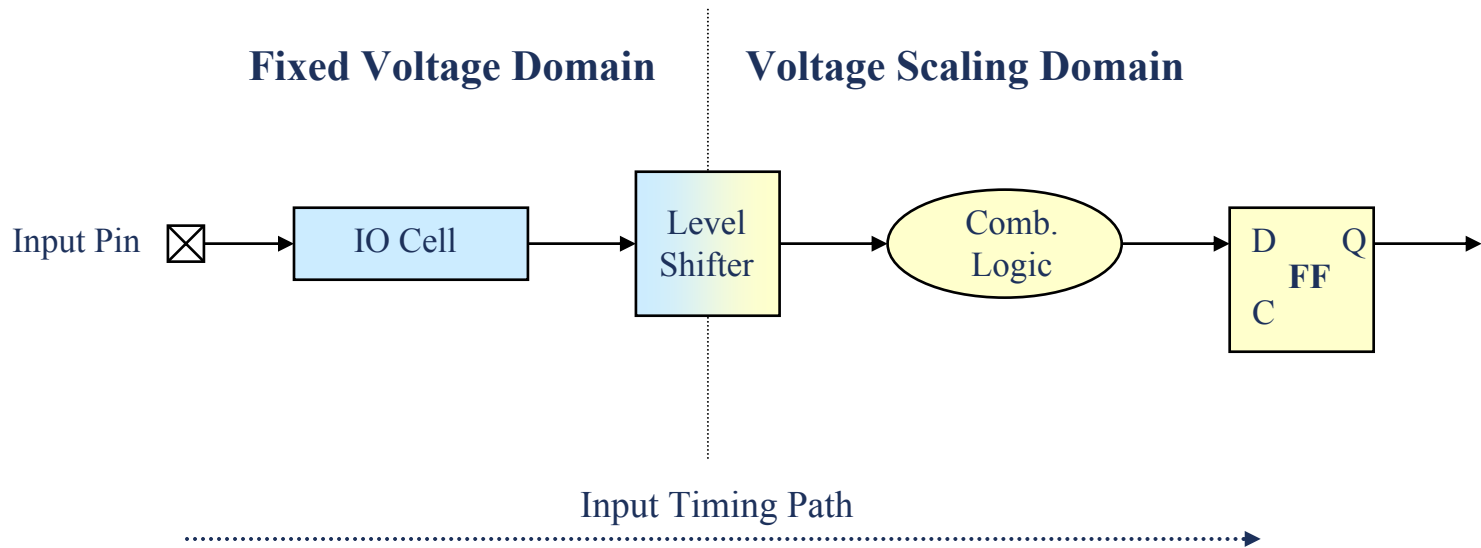 Fixed Voltage Domain
Voltage Scaling Domain
Input Pin
IO Cell
Level
Shifter
Comb.
Logic
D Q
FF
C
Input Timing Path